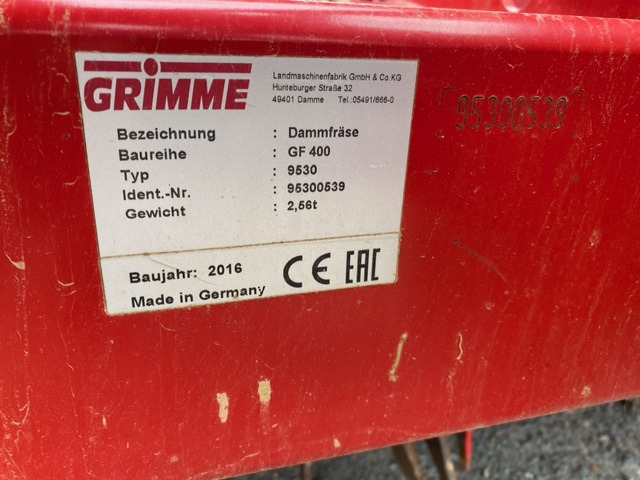 GRIMME
Landmaschinenfabrik GmbH & Co.KG
Hunteburger Straße 32
49401 Damme Tel.:05491/666-0
Bezeichnung : Dammfräse
Baureihe : GF 400
Typ : 9530
Ident.-Nr. : 95300539
Gewicht : 2,56t
Baujahr: 2016
Made in Germany
CE EAC
95300539